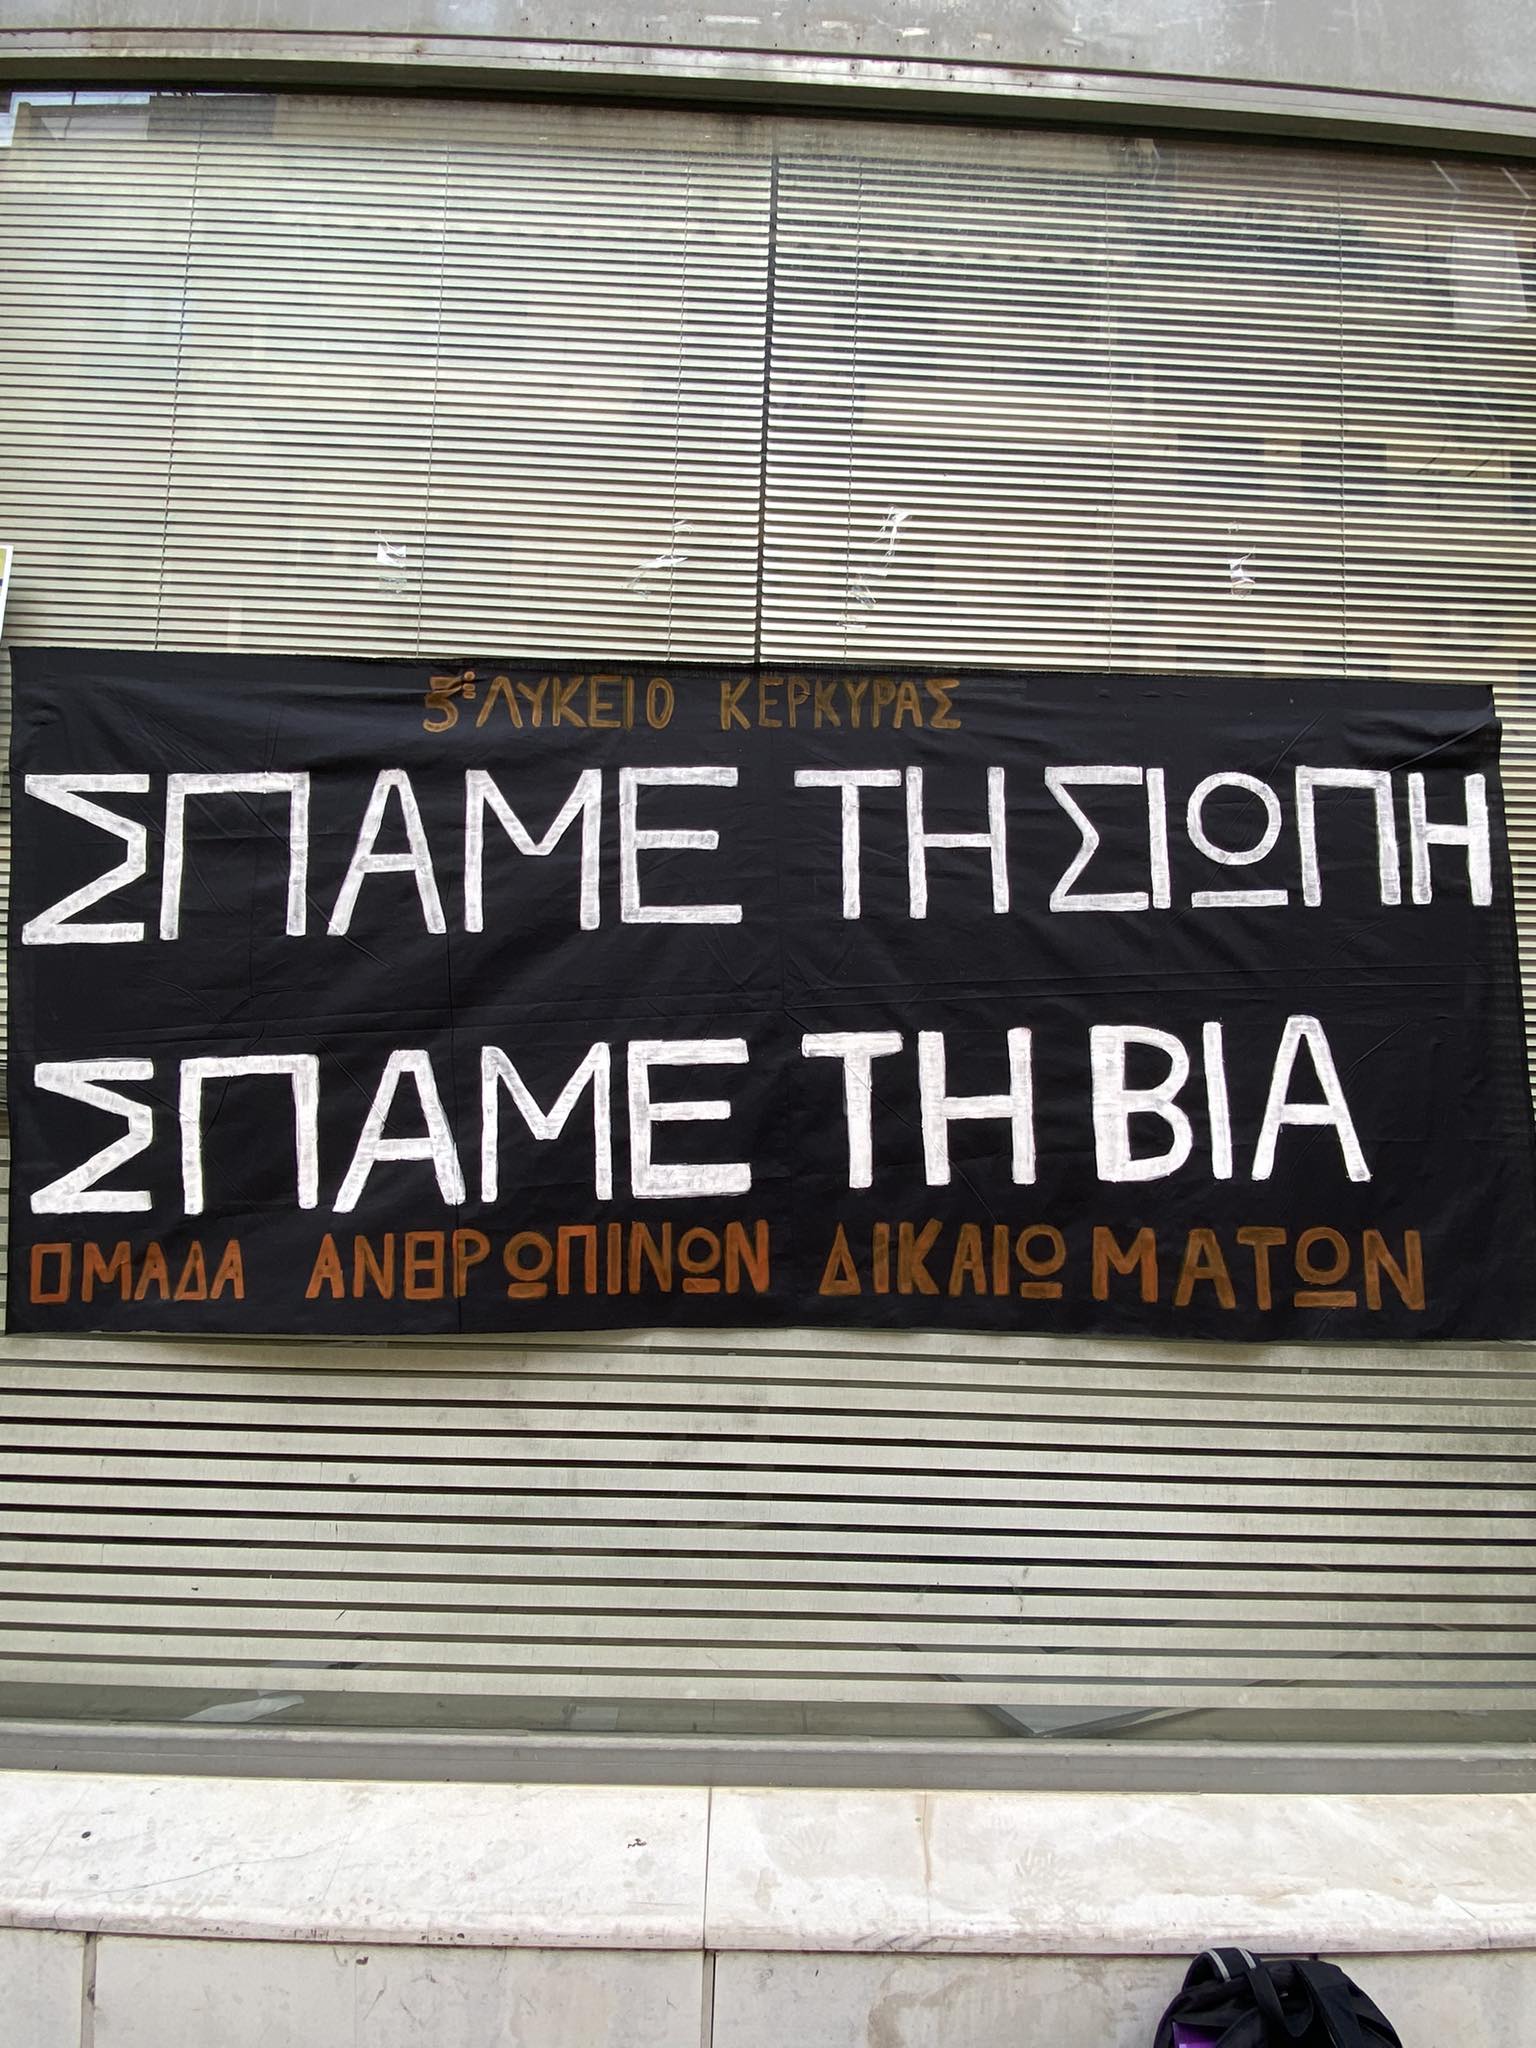 5ο ΛΥΚΕΙΟ ΚΕΡΚΥΡΑΣ
ΣΠΑΜΕ ΤΗ ΣΙΩΠΗ
ΣΠΑΜΕ ΤΗ ΒΙΑ
ΟΜΑΔΑ ΑΝΘΡΩΠΙΝΩΝ ΔΙΚΑΙΩΜΑΤΩΝ